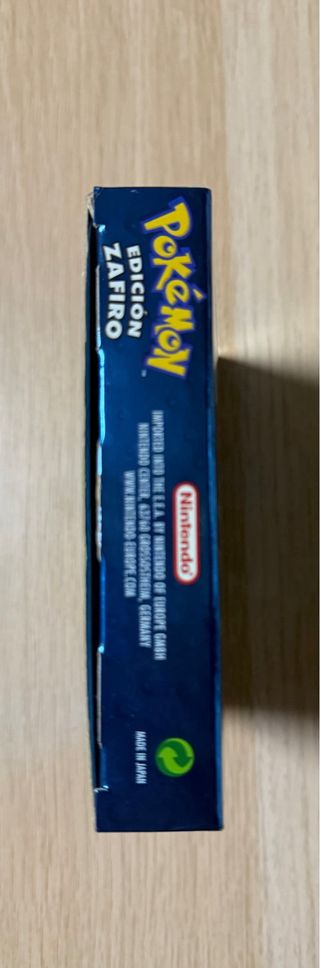 POKéMON
EDICIÓN
ZAFIRO
Nintendo
IMPORTED INTO THE E.E.A. BY NINTENDO OF EUROPE GMBH
NINTENDO CENTER, 63760 GROSSOSTHEIM, GERMANY
WWW.NINTENDO-EUROPE.COM
MADE IN JAPAN